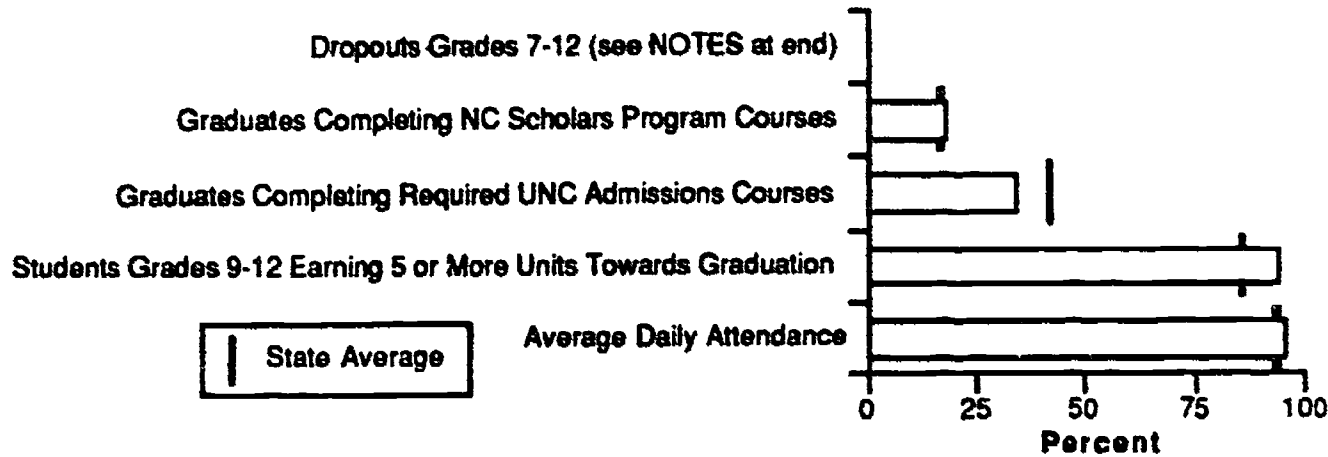 Dropouts Grades 7-12 (see NOTES at end)
Graduates Completing NC Scholars Program Courses
Graduates Completing Required UNC Admissions Courses
Students Grades 9-12 Earning 5 or More Units Towards Graduation
Average Daily Attendance
State Average
0 25 50 75 100
Percent